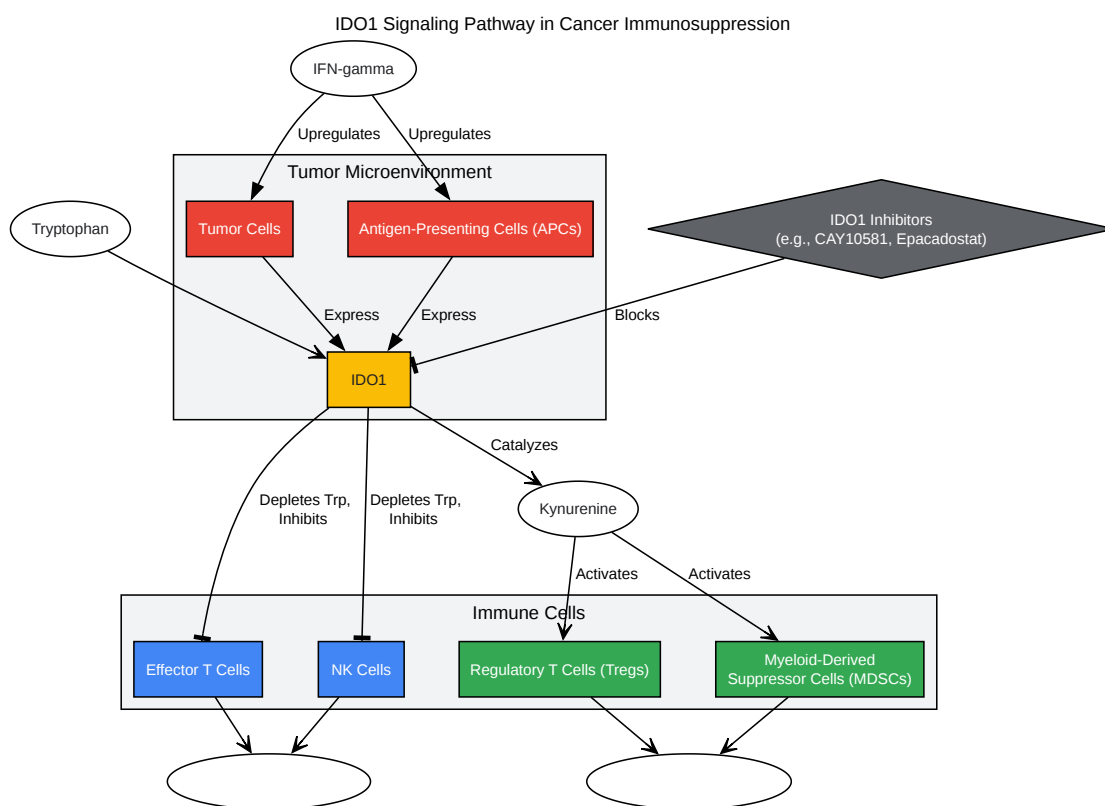 IDO1 Signaling Pathway in Cancer Immunosuppression
IFN-gamma
Upregulates
Upregulates
Tumor Microenvironment
Tryptophan
Tumor Cells
Antigen-Presenting Cells (APCs)
IDO1 Inhibitors
(e.g., CAY10581, Epacadostat)
Express
Express
Blocks
IDO1
Catalyzes
Depletes Trp,
Inhibits
Depletes Trp,
Inhibits
Kynurenine
Activates
Activates
Immune Cells
Effector T Cells
NK Cells
Regulatory T Cells (Tregs)
Myeloid-Derived
Suppressor Cells (MDSCs)